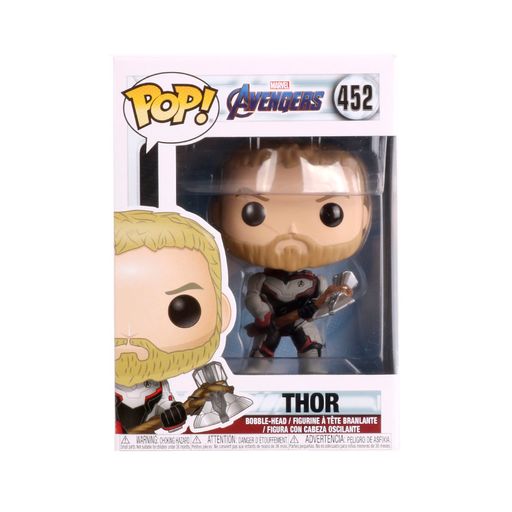 POP!
MARVEL
AVENGERS
452
THOR
BOBBLE-HEAD / FIGURINE À TÊTE BRANLANTE
/ FIGURA CON CABEZA OSCILANTE
WARNING: CHOKING HAZARD. ATTENTION: DANGER D'ÉTOUFFEMENT. ADVERTENCIA: PELIGRO DE ASFIXIA.